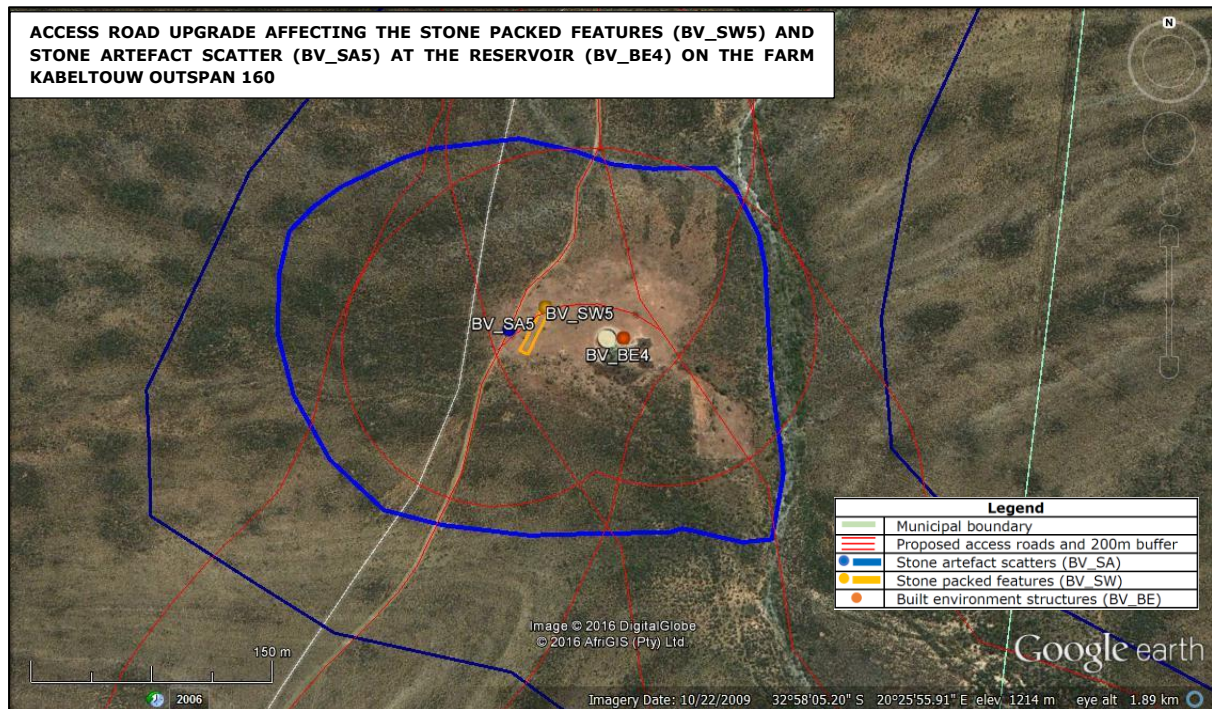 ACCESS ROAD UPGRADE AFFECTING THE STONE PACKED FEATURES (BV_SW5) AND
STONE ARTEFACT SCATTER (BV_SA5) AT THE RESERVOIR (BV_BE4) ON THE FARM
KABELTOUW OUTSPAN 160
N
BV_SW5
BV_SA5
BV_BE4
Legend
Municipal boundary
Proposed access roads and 200m buffer
Stone artefact scatters (BV_SA)
Stone packed features (BV_SW)
Built environment structures (BV_BE)
Image © 2016 DigitalGlobe
© 2016 AfriGIS (Pty) Ltd.
Google earth
150 m
2006
Imagery Date: 10/22/2009 32°58'05.20" S 20°25'55.91" E elev 1214 m eye alt 1.89 km